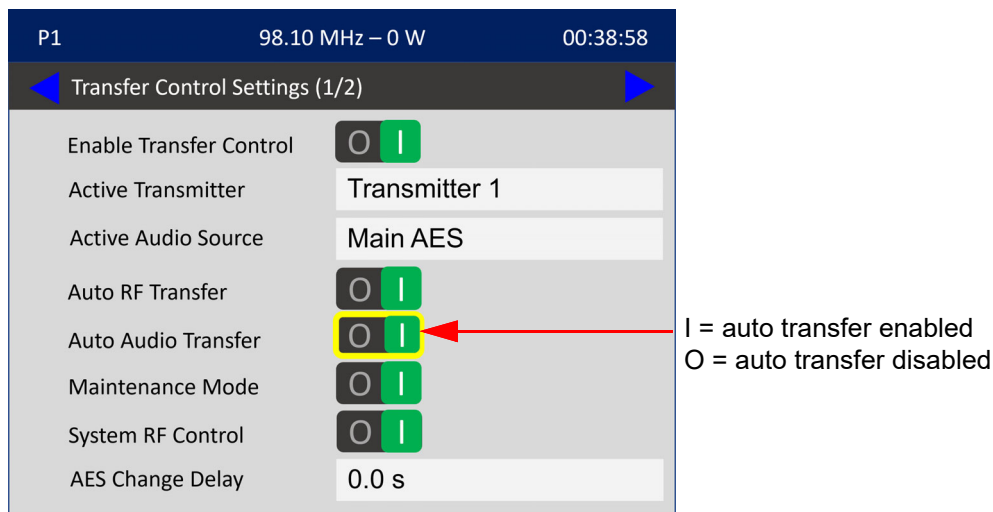 P1 98.10 MHz – 0 W 00:38:58
Transfer Control Settings (1/2)
Enable Transfer Control O I
Active Transmitter Transmitter 1
Active Audio Source Main AES
Auto RF Transfer O I
Auto Audio Transfer O I
I = auto transfer enabled
O = auto transfer disabled
Maintenance Mode O I
System RF Control O I
AES Change Delay 0.0 s